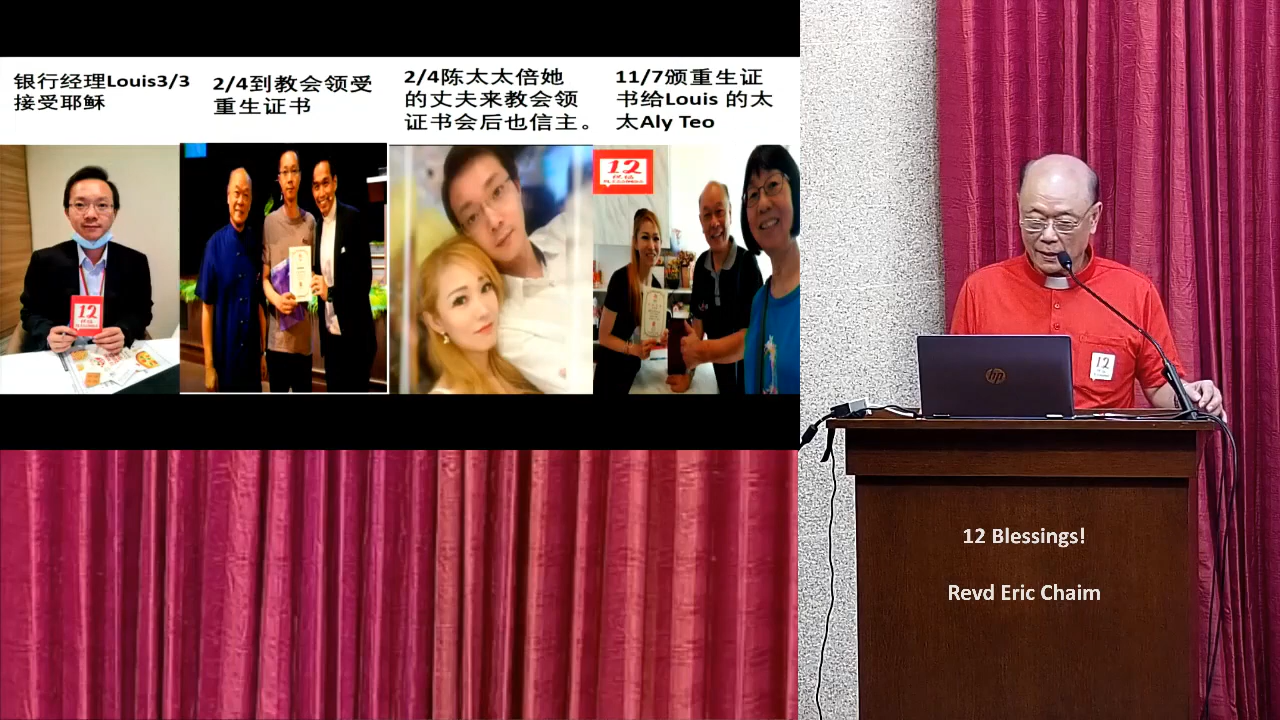 银行经理Louis3/3
接受耶稣
2/4到教会领受
重生证书
2/4陈太太倍她
的丈夫来教会领
证书会后也信主。
11/7颁重生证
书给Louis 的太
太Aly Teo
12
12
12
hp
12 Blessings!
Revd Eric Chaim